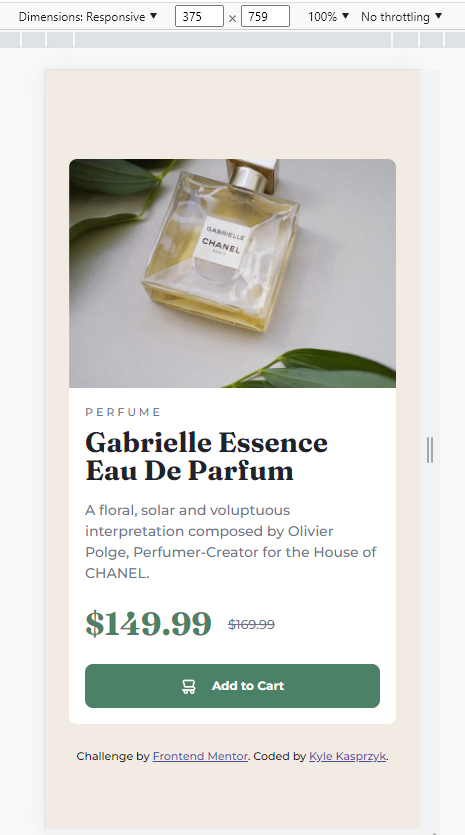 Dimensions: Responsive ▼ 375 × 759 100% ▼ No throttling ▼
GABRIELLE
CHANEL
PARIS
PERFUME
Gabrielle Essence
Eau De Parfum
A floral, solar and voluptuous
interpretation composed by Olivier
Polge, Perfumer-Creator for the House of
CHANEL.
$149.99 $169.99
Add to Cart
Challenge by Frontend Mentor. Coded by Kyle Kasprzyk.